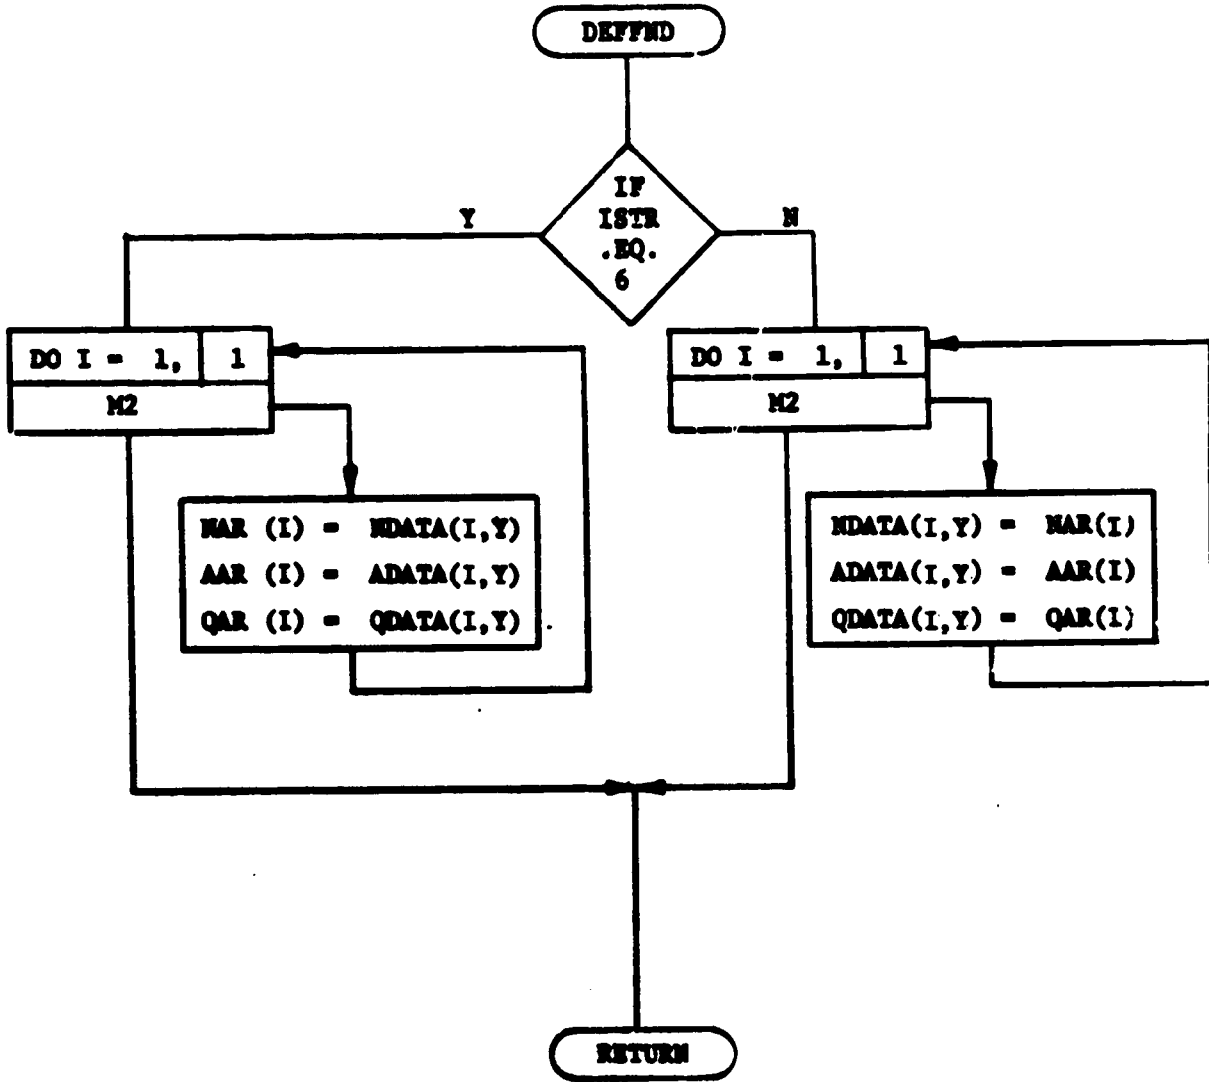 DEFFND
IF
ISTR
.EQ.
6
Y
N
DO I = 1, 1
M2
NAR (I) = NDATA(I,Y)
AAR (I) = ADATA(I,Y)
QAR (I) = QDATA(I,Y)
DO I = 1, 1
M2
NDATA(I,Y) = NAR(I)
ADATA(I,Y) = AAR(I)
QDATA(I,Y) = QAR(I)
RETURN